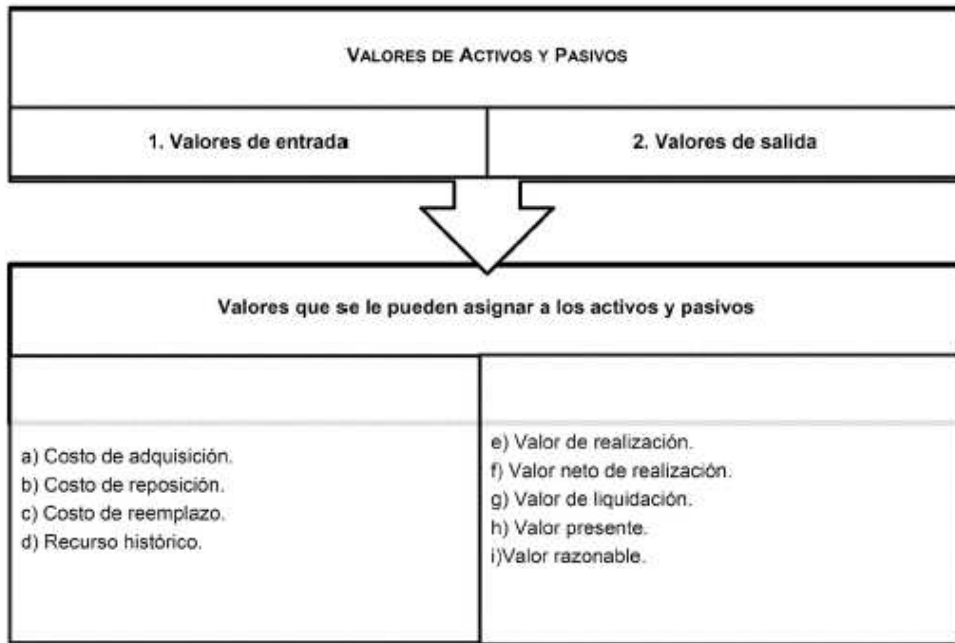 VALORES DE ACTIVOS Y PASIVOS
1. Valores de entrada
2. Valores de salida
Valores que se le pueden asignar a los activos y pasivos
a) Costo de adquisición.
b) Costo de reposición.
c) Costo de reemplazo.
d) Recurso histórico.
e) Valor de realización.
f) Valor neto de realización.
g) Valor de liquidación.
h) Valor presente.
i)Valor razonable.